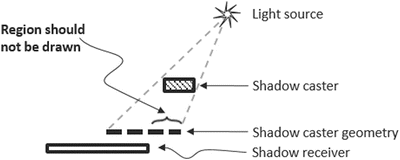 Light source
Region should
not be drawn
Shadow caster
Shadow caster geometry
Shadow receiver